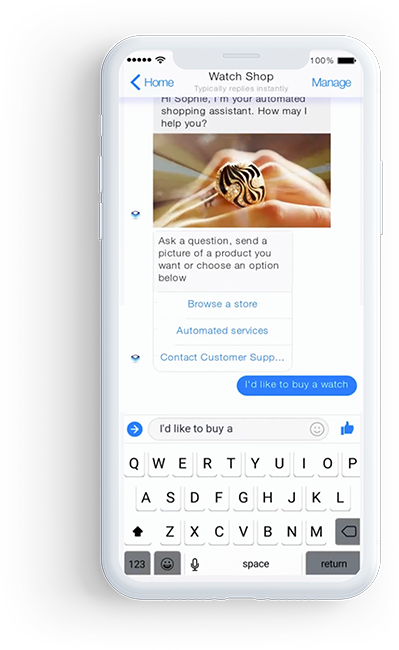 100%
Home
Watch Shop
Manage
Typically replies instantly
Hi Sophie, I'm your automated
shopping assistant. How may I
help you?
Ask a question, send a
picture of a product you
want or choose an option
below
Browse a store
Automated services
Contact Customer Supp...
I'd like to buy a watch
I'd like to buy a
Q W E R T Y U I O P
A S D F G H J K L
Z X C V B N M
123
space
return